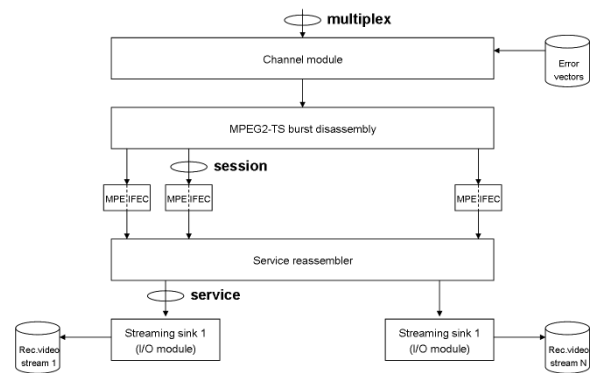 multiplex
Channel module
Error
vectors
MPEG2-TS burst disassembly
session
MPE IFEC
MPE IFEC
MPE IFEC
Service reassembler
service
Rec.video
stream 1
Streaming sink 1
(I/O module)
Streaming sink 1
(I/O module)
Rec.video
stream N